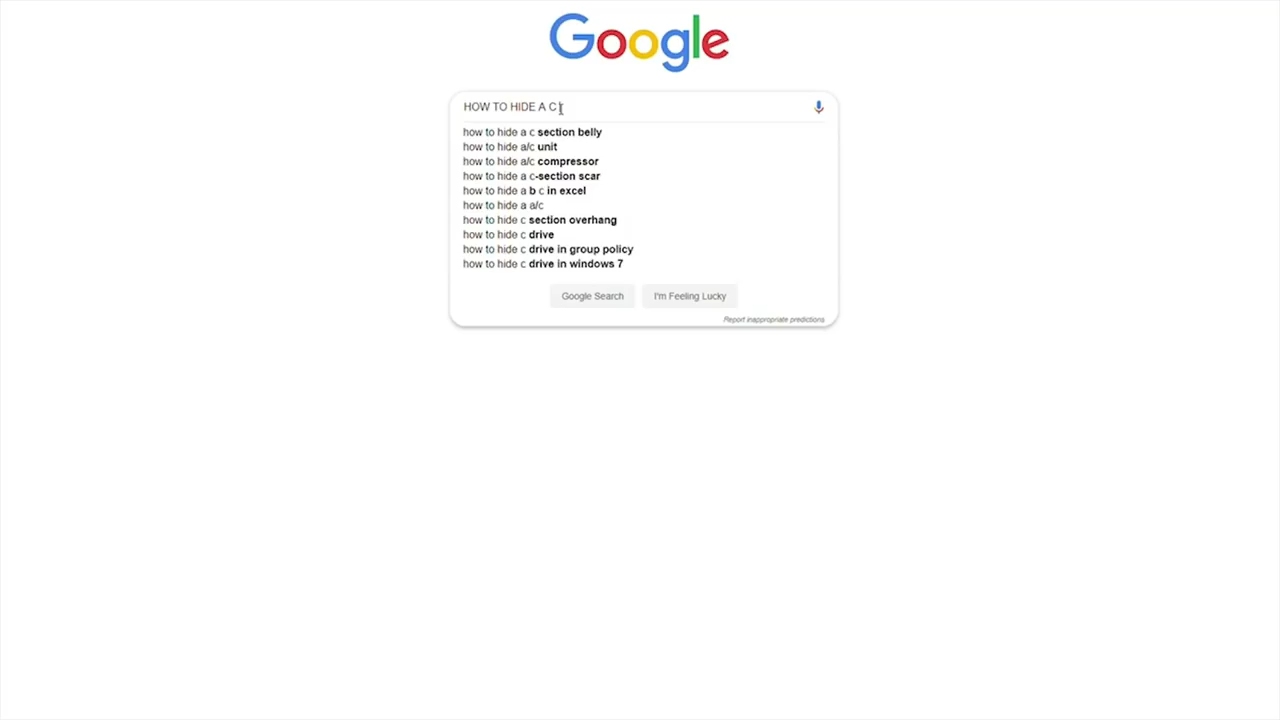 Google
HOW TO HIDE A C
how to hide a c section belly
how to hide a/c unit
how to hide a/c compressor
how to hide a c-section scar
how to hide a b c in excel
how to hide a a/c
how to hide c section overhang
how to hide c drive
how to hide c drive in group policy
how to hide c drive in windows 7
Google Search I'm Feeling Lucky
Report inappropriate predictions